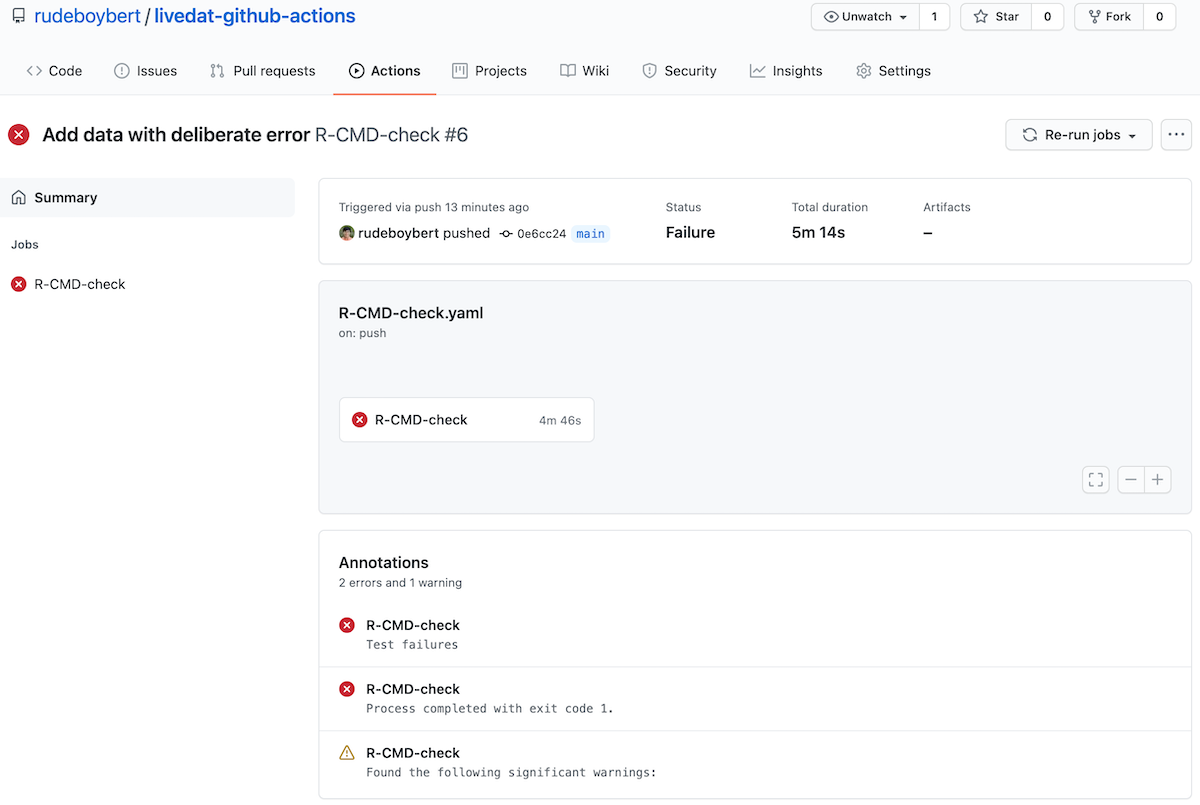 rudeboybert / livedat-github-actions
Unwatch 1 Star 0 Fork 0
Code Issues Pull requests Actions Projects Wiki Security Insights Settings
Add data with deliberate error R-CMD-check #6
Re-run jobs
Summary
Jobs
R-CMD-check
Triggered via push 13 minutes ago
rudeboybert pushed 0e6cc24 main
Status
Failure
Total duration
5m 14s
Artifacts
–
R-CMD-check.yaml
on: push
R-CMD-check 4m 46s
Annotations
2 errors and 1 warning
R-CMD-check
Test failures
R-CMD-check
Process completed with exit code 1.
R-CMD-check
Found the following significant warnings: